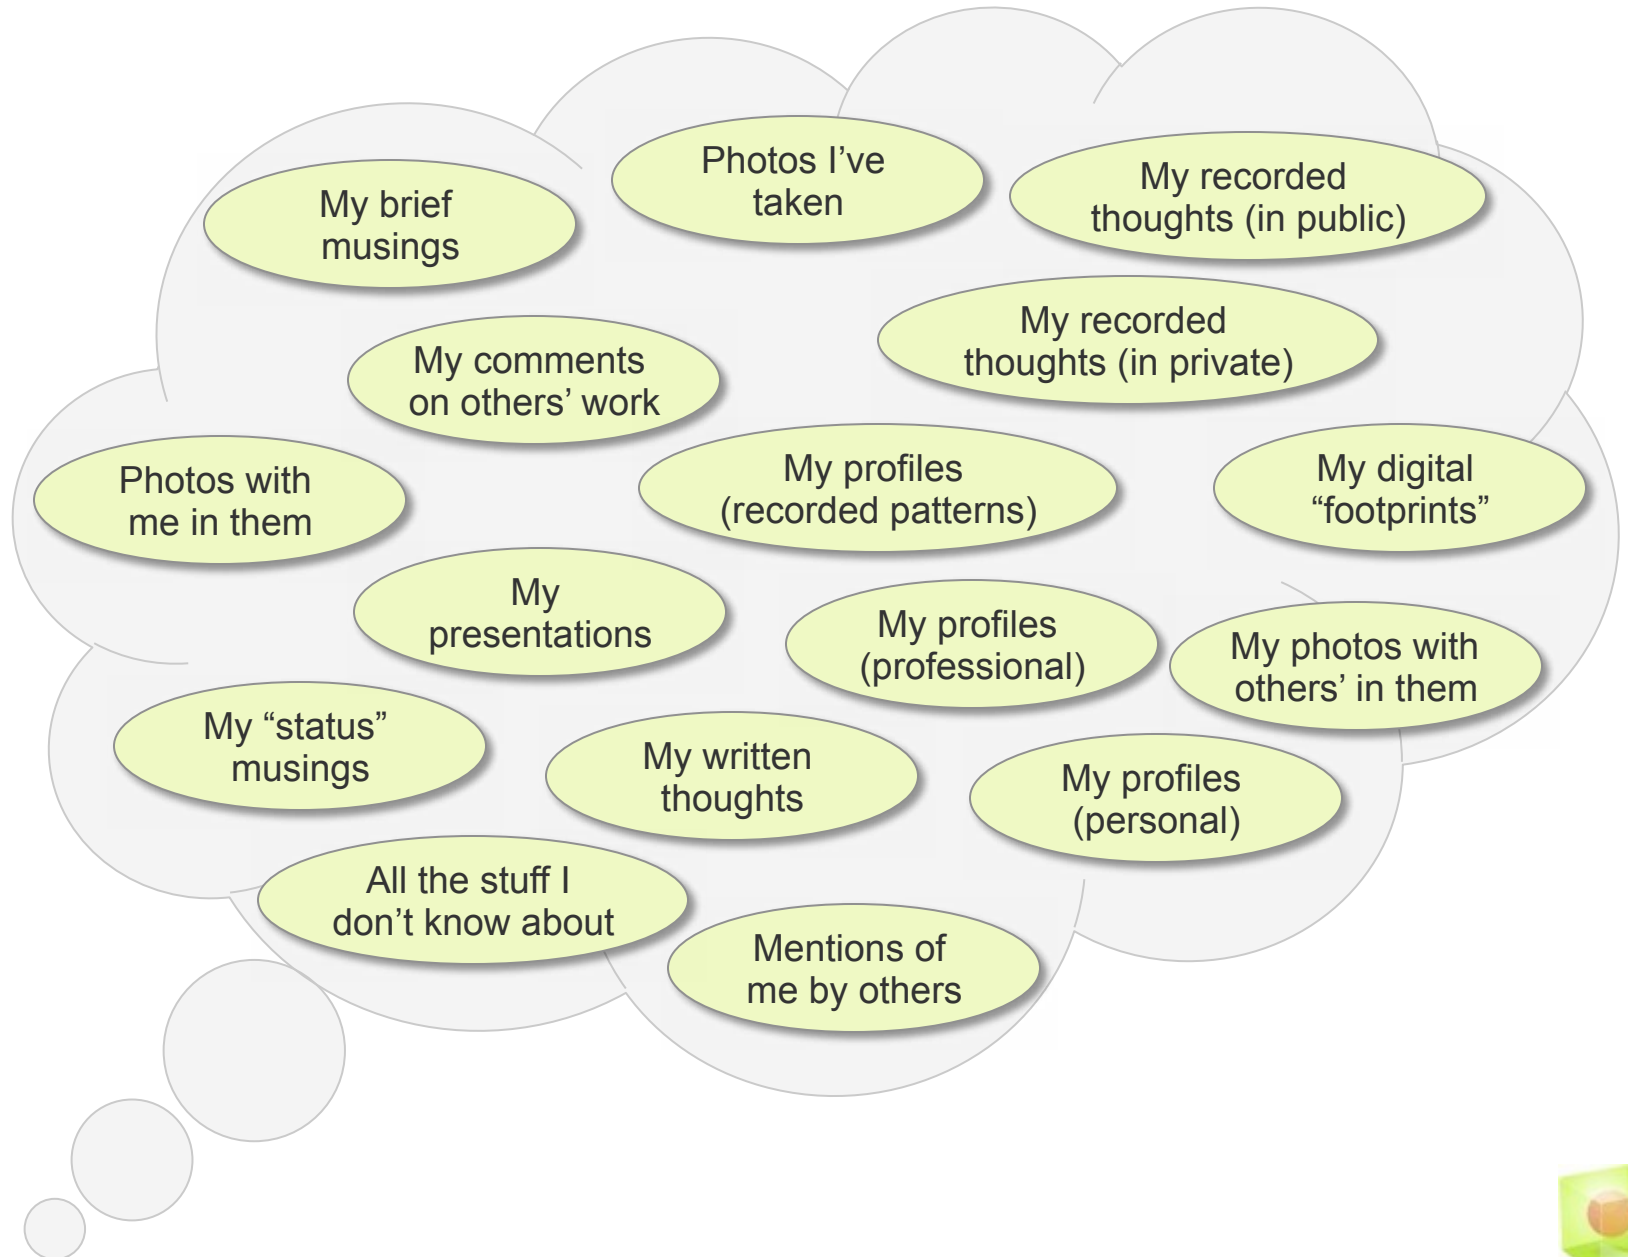 My brief
musings
Photos I’ve
taken
My recorded
thoughts (in public)
My recorded
thoughts (in private)
My comments
on others’ work
Photos with
me in them
My profiles
(recorded patterns)
My digital
“footprints”
My
presentations
My profiles
(professional)
My photos with
others’ in them
My “status”
musings
My written
thoughts
My profiles
(personal)
All the stuff I
don’t know about
Mentions of
me by others